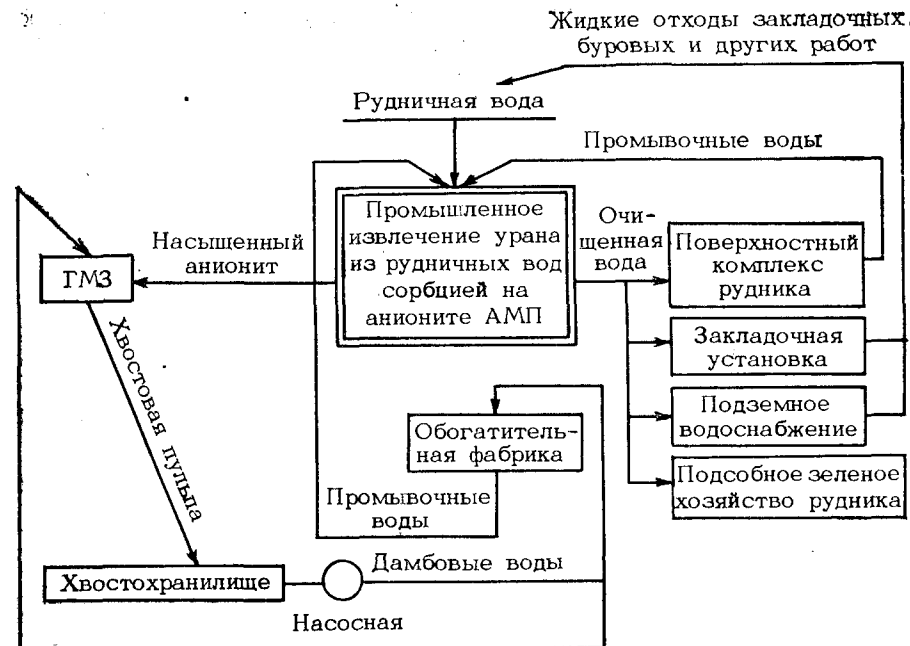 Жидкие отходы закладочных,
буровых и других работ
Рудничная вода
Промывочные воды
Промышленное
извлечение урана
из рудничных вод
сорбцией на
анионите АМП
Насыщенный
анионит
ГМЗ
Очи-
щенная
вода
Поверхностный
комплекс
рудника
Закладочная
установка
Подземное
водоснабжение
Подсобное зеленое
хозяйство рудника
Хвостовая пульпа
Обогатитель-
ная фабрика
Промывочные
воды
Хвостохранилище
Дамбовые воды
Насосная